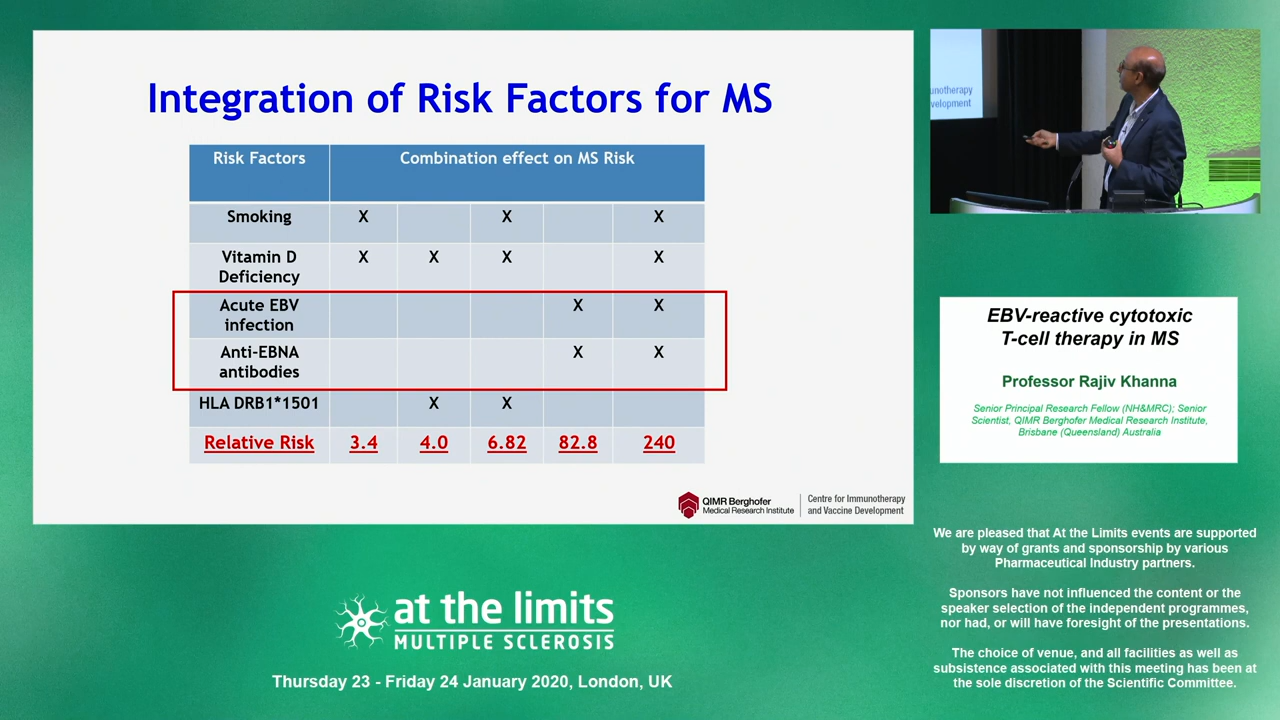 Integration of Risk Factors for MS
Risk Factors Combination effect on MS Risk
Smoking X X X
Vitamin D
Deficiency X X X X
Acute EBV
infection X X
Anti-EBNA
antibodies X X
HLA DRB1*1501 X X
Relative Risk 3.4 4.0 6.82 82.8 240
QIMR Berghofer
Medical Research Institute
Centre for Immunotherapy
and Vaccine Development
unotherapy
velopment
EBV-reactive cytotoxic
T-cell therapy in MS
Professor Rajiv Khanna
Senior Principal Research Fellow (NH&MRC); Senior
Scientist, QIMR Berghofer Medical Research Institute,
Brisbane (Queensland) Australia
We are pleased that At the Limits events are supported
by way of grants and sponsorship by various
Pharmaceutical Industry partners.
Sponsors have not influenced the content or the
speaker selection of the independent programmes,
nor had, or will have foresight of the presentations.
The choice of venue, and all facilities as well as
subsistence associated with this meeting has been at
the sole discretion of the Scientific Committee.
at the limits
MULTIPLE SCLEROSIS
Thursday 23 - Friday 24 January 2020, London, UK